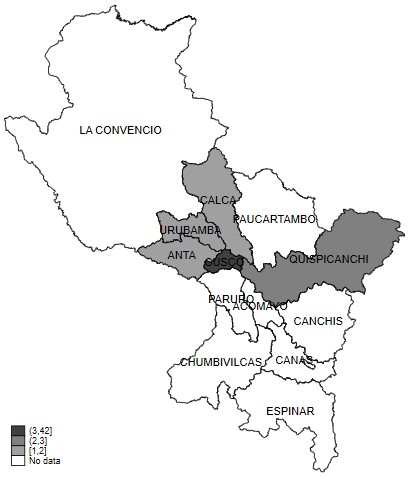 LA CONVENCIO
CALCA
PAUCARTAMBO
URUBAMBA
ANTA
CUSCO
QUISPICANCHI
PARURO
ACOMAYO
CANCHIS
CHUMBIVILCAS
CANAS
ESPINAR
(3,42]
(2,3]
[1,2]
No data